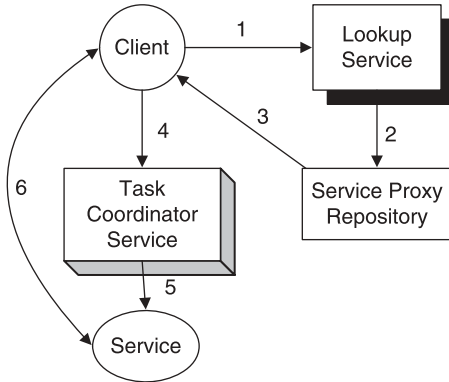 Client
1
Lookup
Service
3
2
4
6
Task
Coordinator
Service
Service Proxy
Repository
5
Service